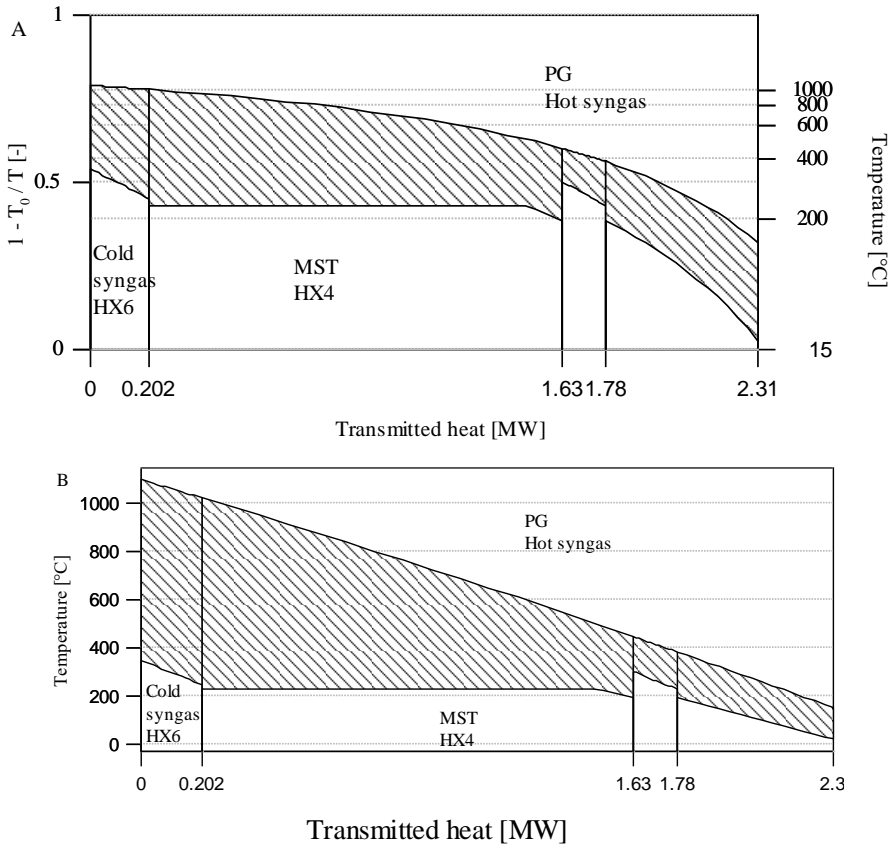 A
1
0.5
0
1 - T0 / T [-]
PG
Hot syngas
Cold
syngas
HX6
MST
HX4
1000
800
600
400
200
15
Temperature [°C]
0
0.202
1.63
1.78
2.31
Transmitted heat [MW]
B
1000
800
600
400
200
0
Temperature [°C]
PG
Hot syngas
Cold
syngas
HX6
MST
HX4
0
0.202
1.63
1.78
2.3
Transmitted heat [MW]